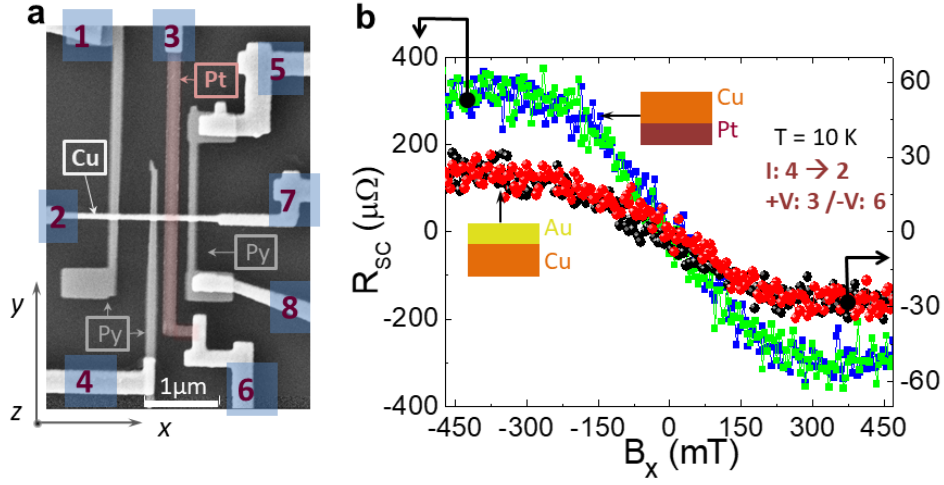 a
1
3
Pt
5
Cu
2
7
Py
8
Py
4
6
1μm
y
z
x
b
400
200
0
-200
-400
R_SC (μΩ)
60
30
0
-30
-60
Cu
Pt
T = 10 K
I: 4 → 2
+V: 3 /-V: 6
Au
Cu
-450 -300 -150 0 150 300 450
B_x (mT)